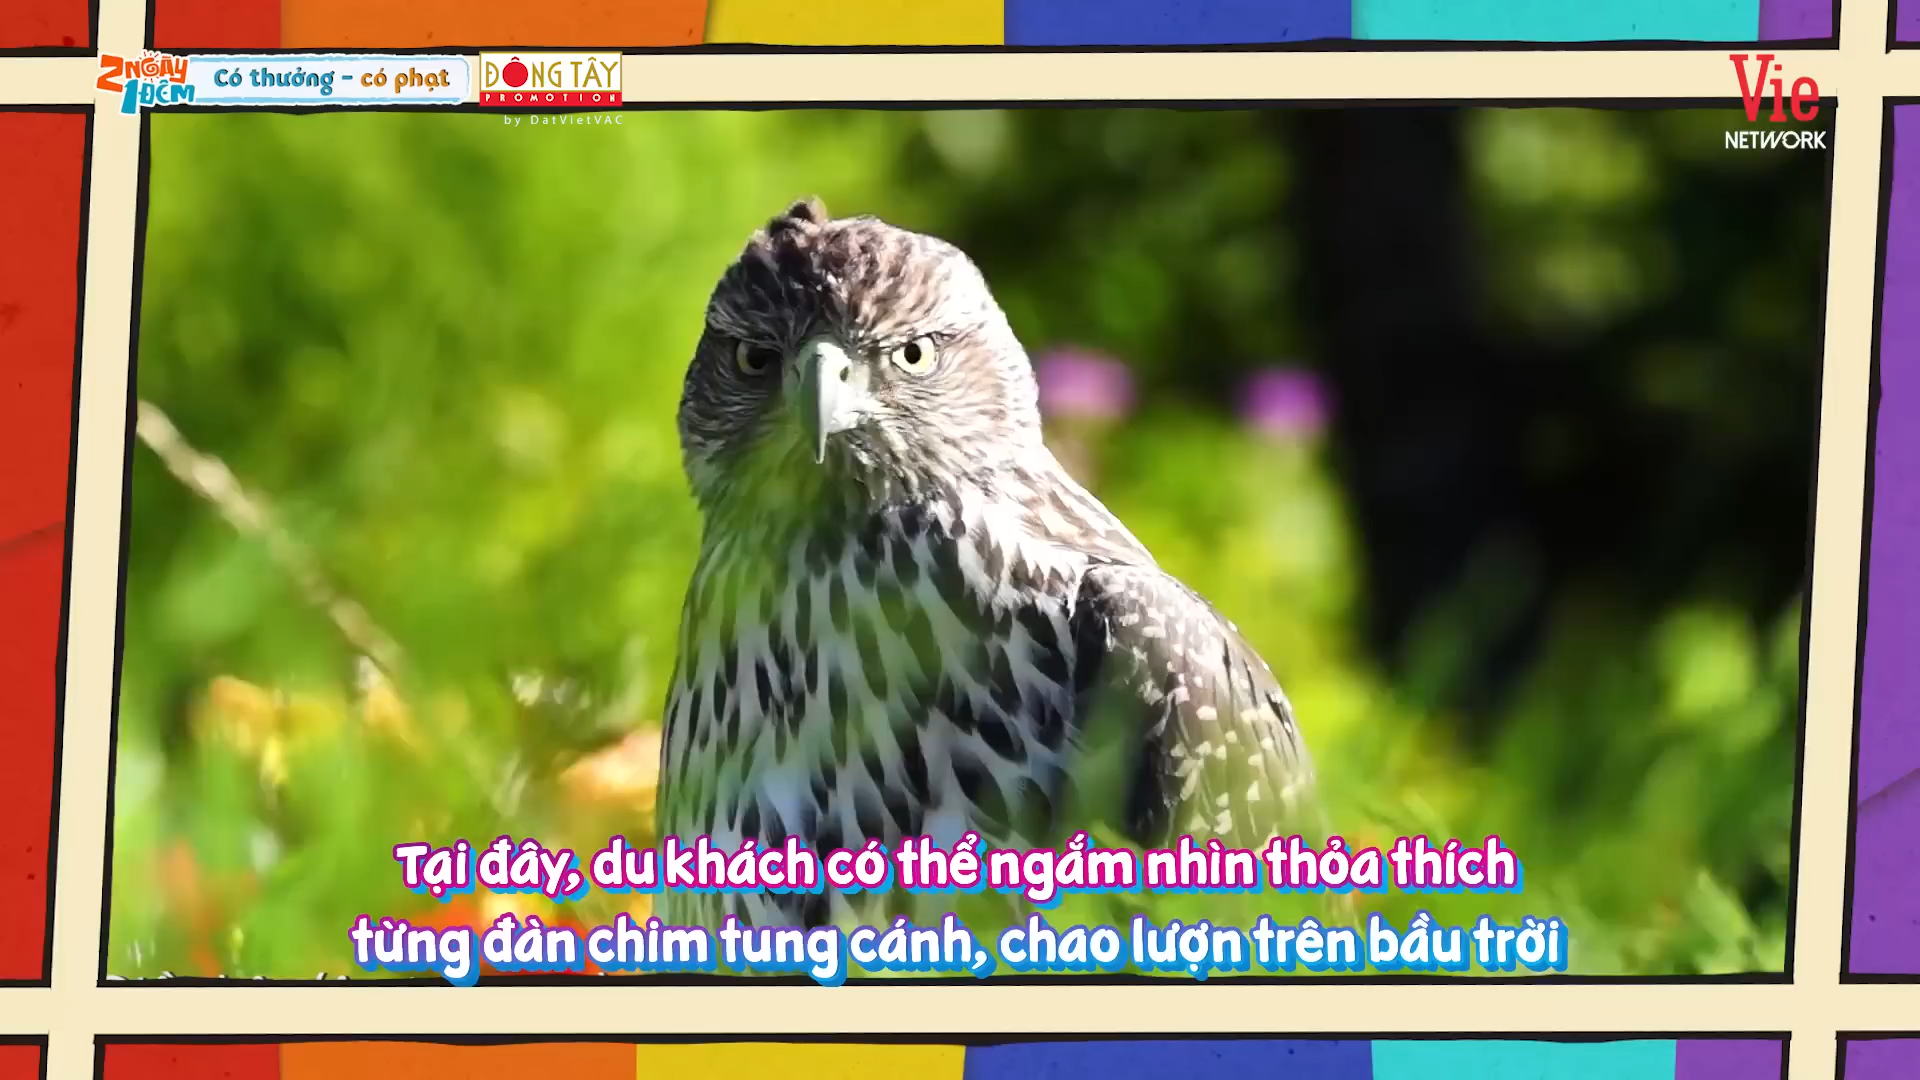 2 NGÀY 1 ĐÊM
Có thưởng - có phạt
ĐÔNG TÂY
PROMOTION
by DatVietVAC
Vie
NETWORK
Tại đây, du khách có thể ngắm nhìn thỏa thích
từng đàn chim tung cánh, chao lượn trên bầu trời